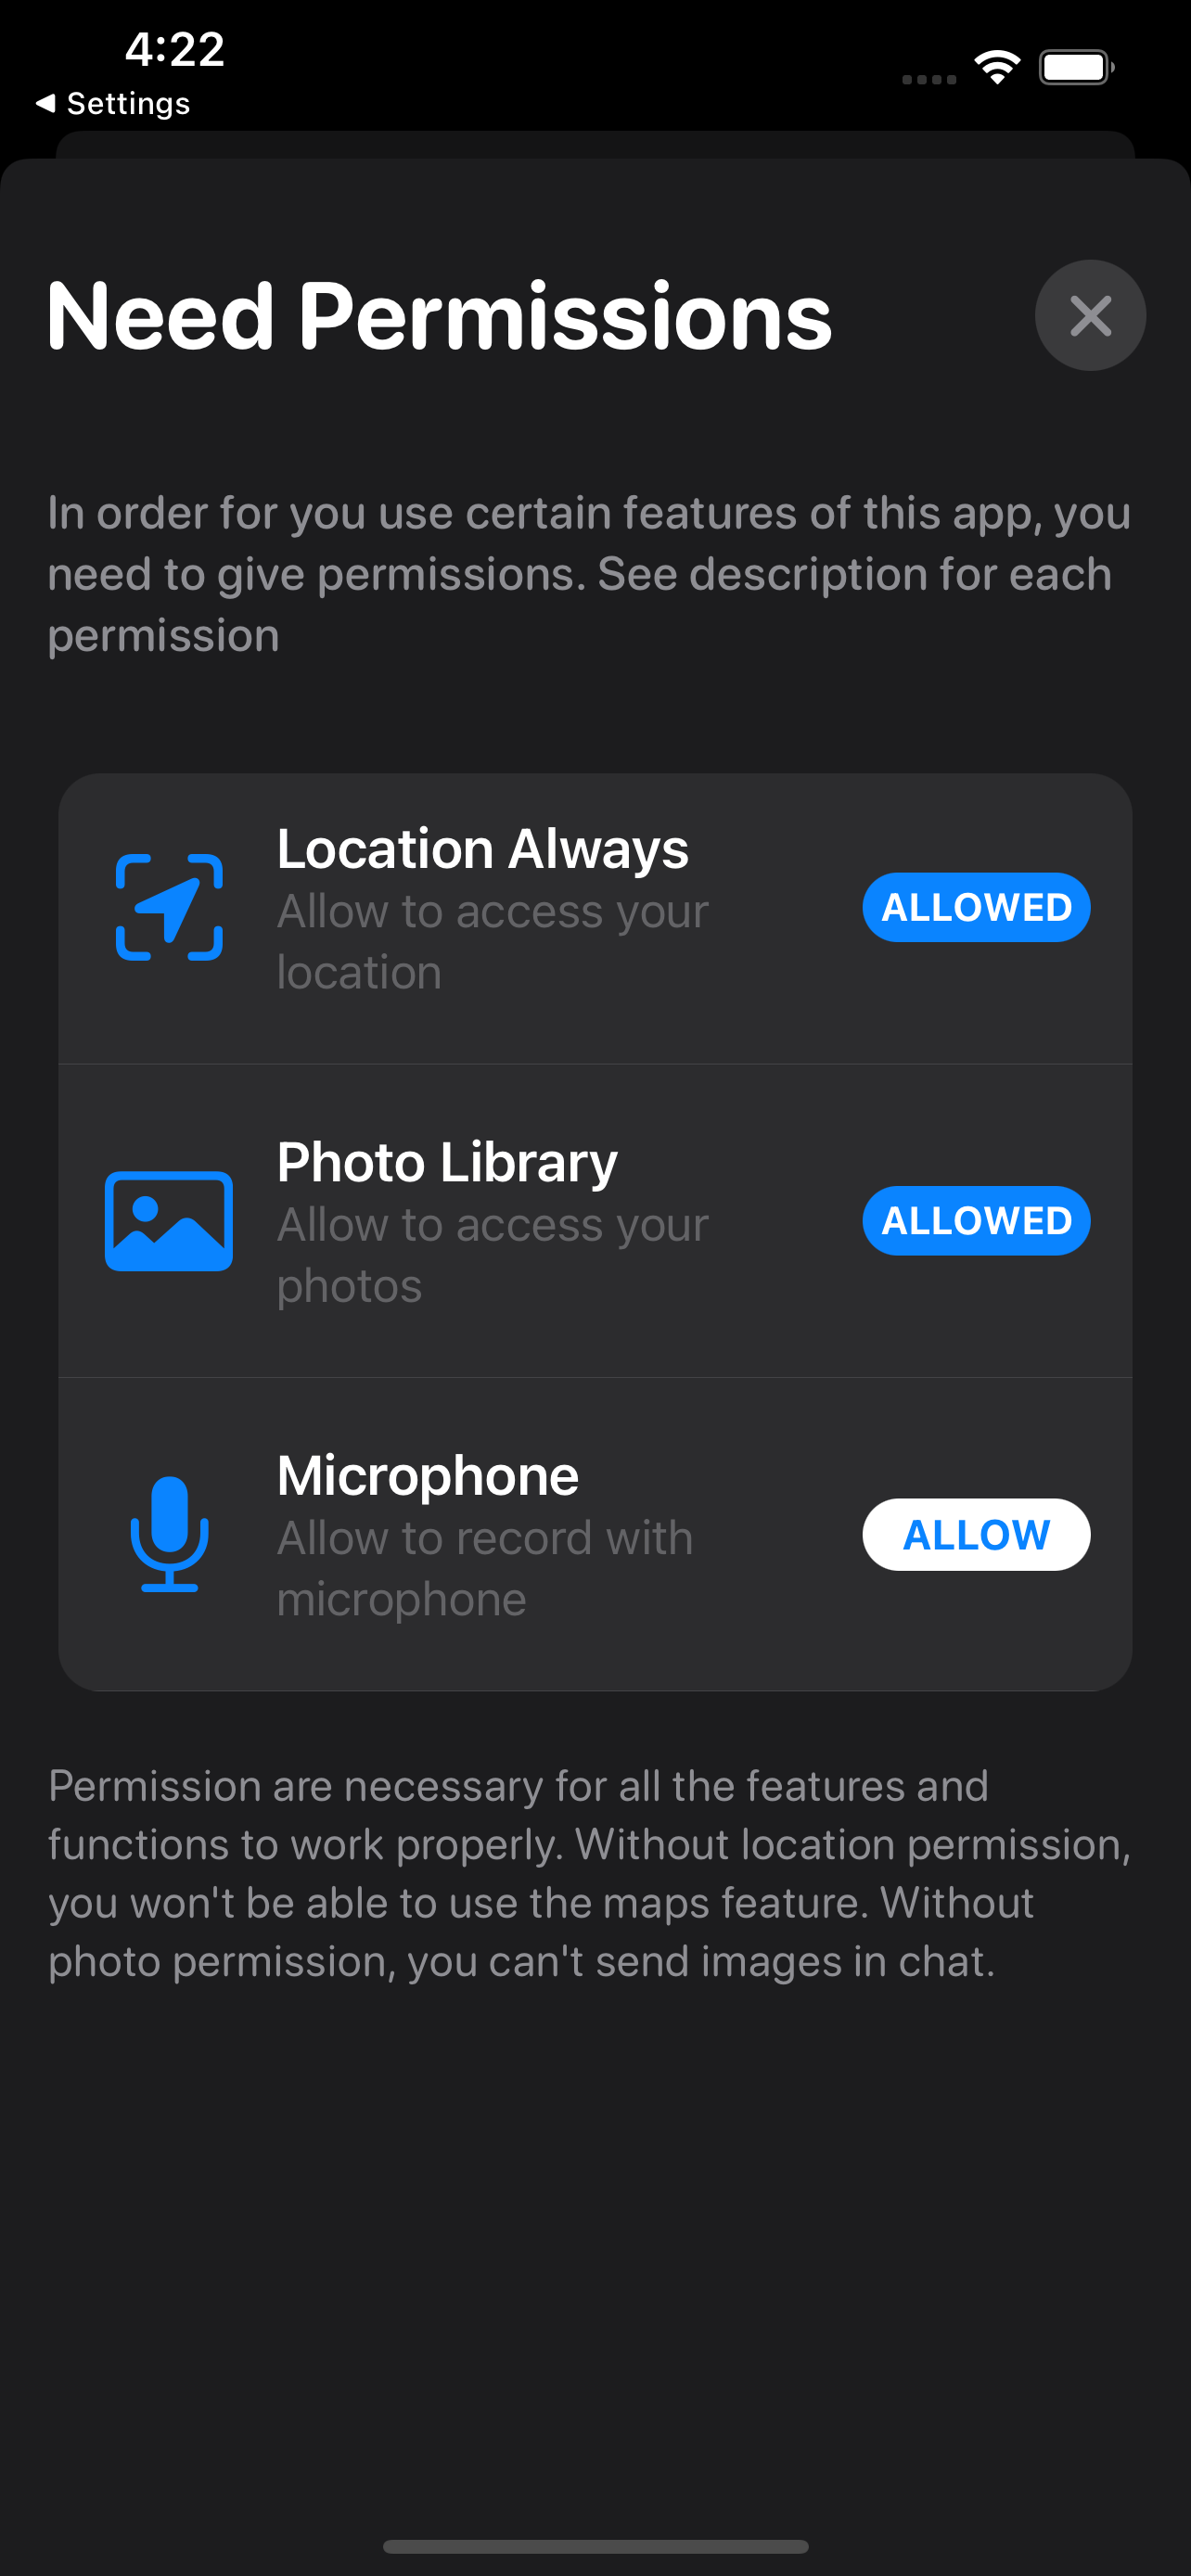 4:22
Settings
Need Permissions
In order for you use certain features of this app, you
need to give permissions. See description for each
permission
Location Always
Allow to access your
location
ALLOWED
Photo Library
Allow to access your
photos
ALLOWED
Microphone
Allow to record with
microphone
ALLOW
Permission are necessary for all the features and
functions to work properly. Without location permission,
you won't be able to use the maps feature. Without
photo permission, you can't send images in chat.